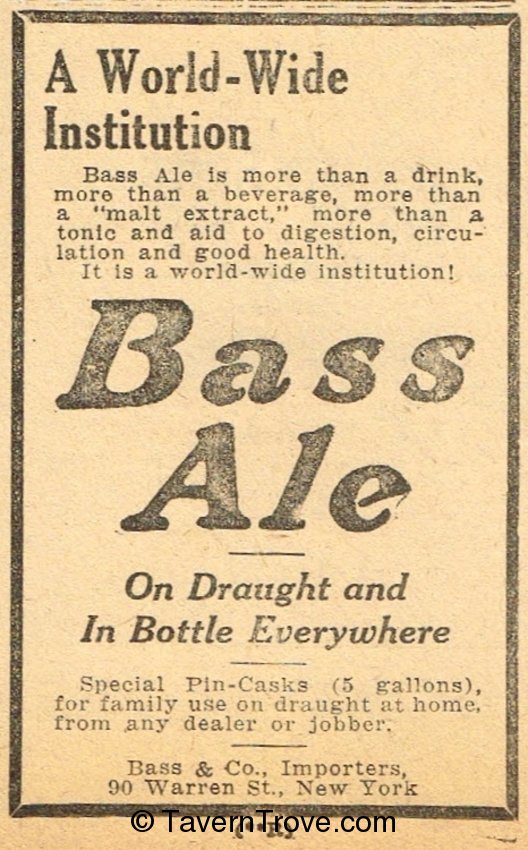 A World-Wide
Institution
Bass Ale is more than a drink,
more than a beverage, more than
a "malt extract," more than a
tonic and aid to digestion, circu-
lation and good health.
It is a world-wide institution!
Bass
Ale
On Draught and
In Bottle Everywhere
Special Pin-Casks (5 gallons),
for family use on draught at home,
from any dealer or jobber.
Bass & Co., Importers,
90 Warren St., New York
© TavernTrove.com